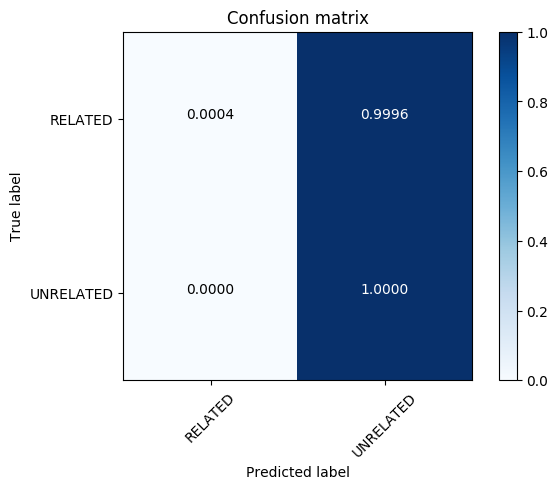 Confusion matrix
1.0
0.8
0.6
0.4
0.2
0.0
True label
RELATED
UNRELATED
0.0004 0.9996
0.0000 1.0000
RELATED
UNRELATED
Predicted label